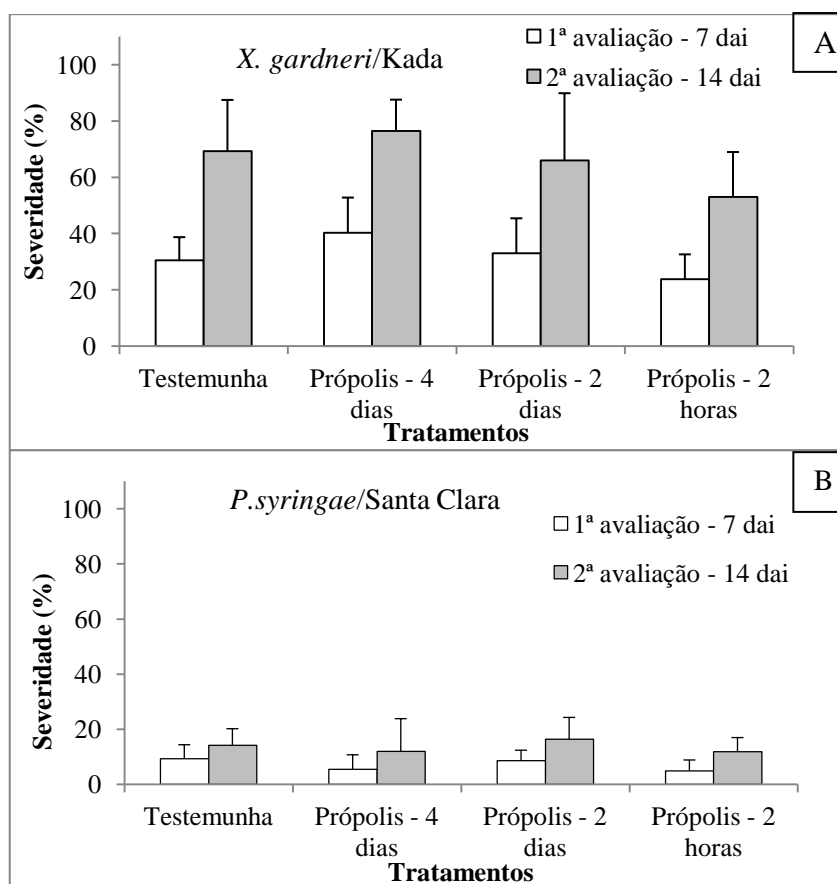 A
X. gardneri/Kada
1ª avaliação - 7 dai
2ª avaliação - 14 dai
Severidade (%)
100
80
60
40
20
0
Testemunha
Própolis - 4
dias
Própolis - 2
dias
Própolis - 2
horas
Tratamentos
B
P.syringae/Santa Clara
1ª avaliação - 7 dai
2ª avaliação - 14 dai
Severidade (%)
100
80
60
40
20
0
Testemunha
Própolis - 4
dias
Própolis - 2
dias
Própolis - 2
horas
Tratamentos